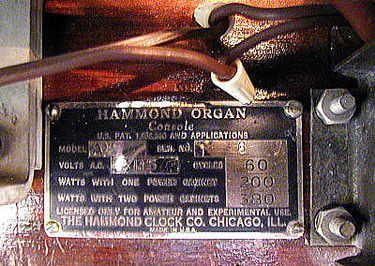 HAMMOND ORGAN
Console
U.S. PAT. AND APPLICATIONS
MODEL SER. NO.
VOLTS A.C. CYCLES 60
WATTS WITH ONE POWER CABINET 200
WATTS WITH TWO POWER CABINETS 380
LICENSED ONLY FOR AMATEUR AND EXPERIMENTAL USE.
THE HAMMOND CLOCK CO. CHICAGO, ILL.
MADE IN U.S.A.